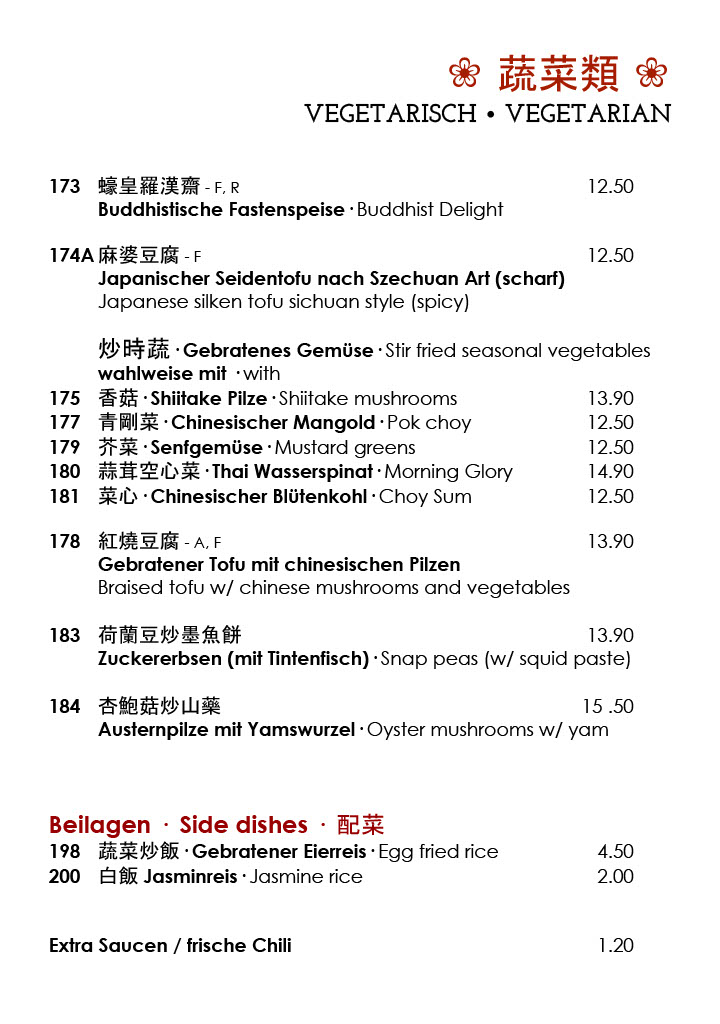 蔬菜類
VEGETARISCH • VEGETARIAN
173 蠔皇羅漢齋 - F, R 12.50
Buddhistische Fastenspeise · Buddhist Delight
174A 麻婆豆腐 - F 12.50
Japanischer Seidentofu nach Szechuan Art (scharf)
Japanese silken tofu sichuan style (spicy)
炒時蔬 · Gebratenes Gemüse · Stir fried seasonal vegetables
wahlweise mit · with
175 香菇 · Shiitake Pilze · Shiitake mushrooms 13.90
177 青剛菜 · Chinesischer Mangold · Pok choy 12.50
179 芥菜 · Senfgemüse · Mustard greens 12.50
180 蒜茸空心菜 · Thai Wasserspinat · Morning Glory 14.90
181 菜心 · Chinesischer Blütenkohl · Choy Sum 12.50
178 紅燒豆腐 - A, F 13.90
Gebratener Tofu mit chinesischen Pilzen
Braised tofu w/ chinese mushrooms and vegetables
183 荷蘭豆炒墨魚餅 13.90
Zuckererbsen (mit Tintenfisch) · Snap peas (w/ squid paste)
184 杏鮑菇炒山藥 15 .50
Austernpilze mit Yamswurzel · Oyster mushrooms w/ yam
Beilagen · Side dishes · 配菜
198 蔬菜炒飯 · Gebratener Eierreis · Egg fried rice 4.50
200 白飯 Jasminreis · Jasmine rice 2.00
Extra Saucen / frische Chili 1.20